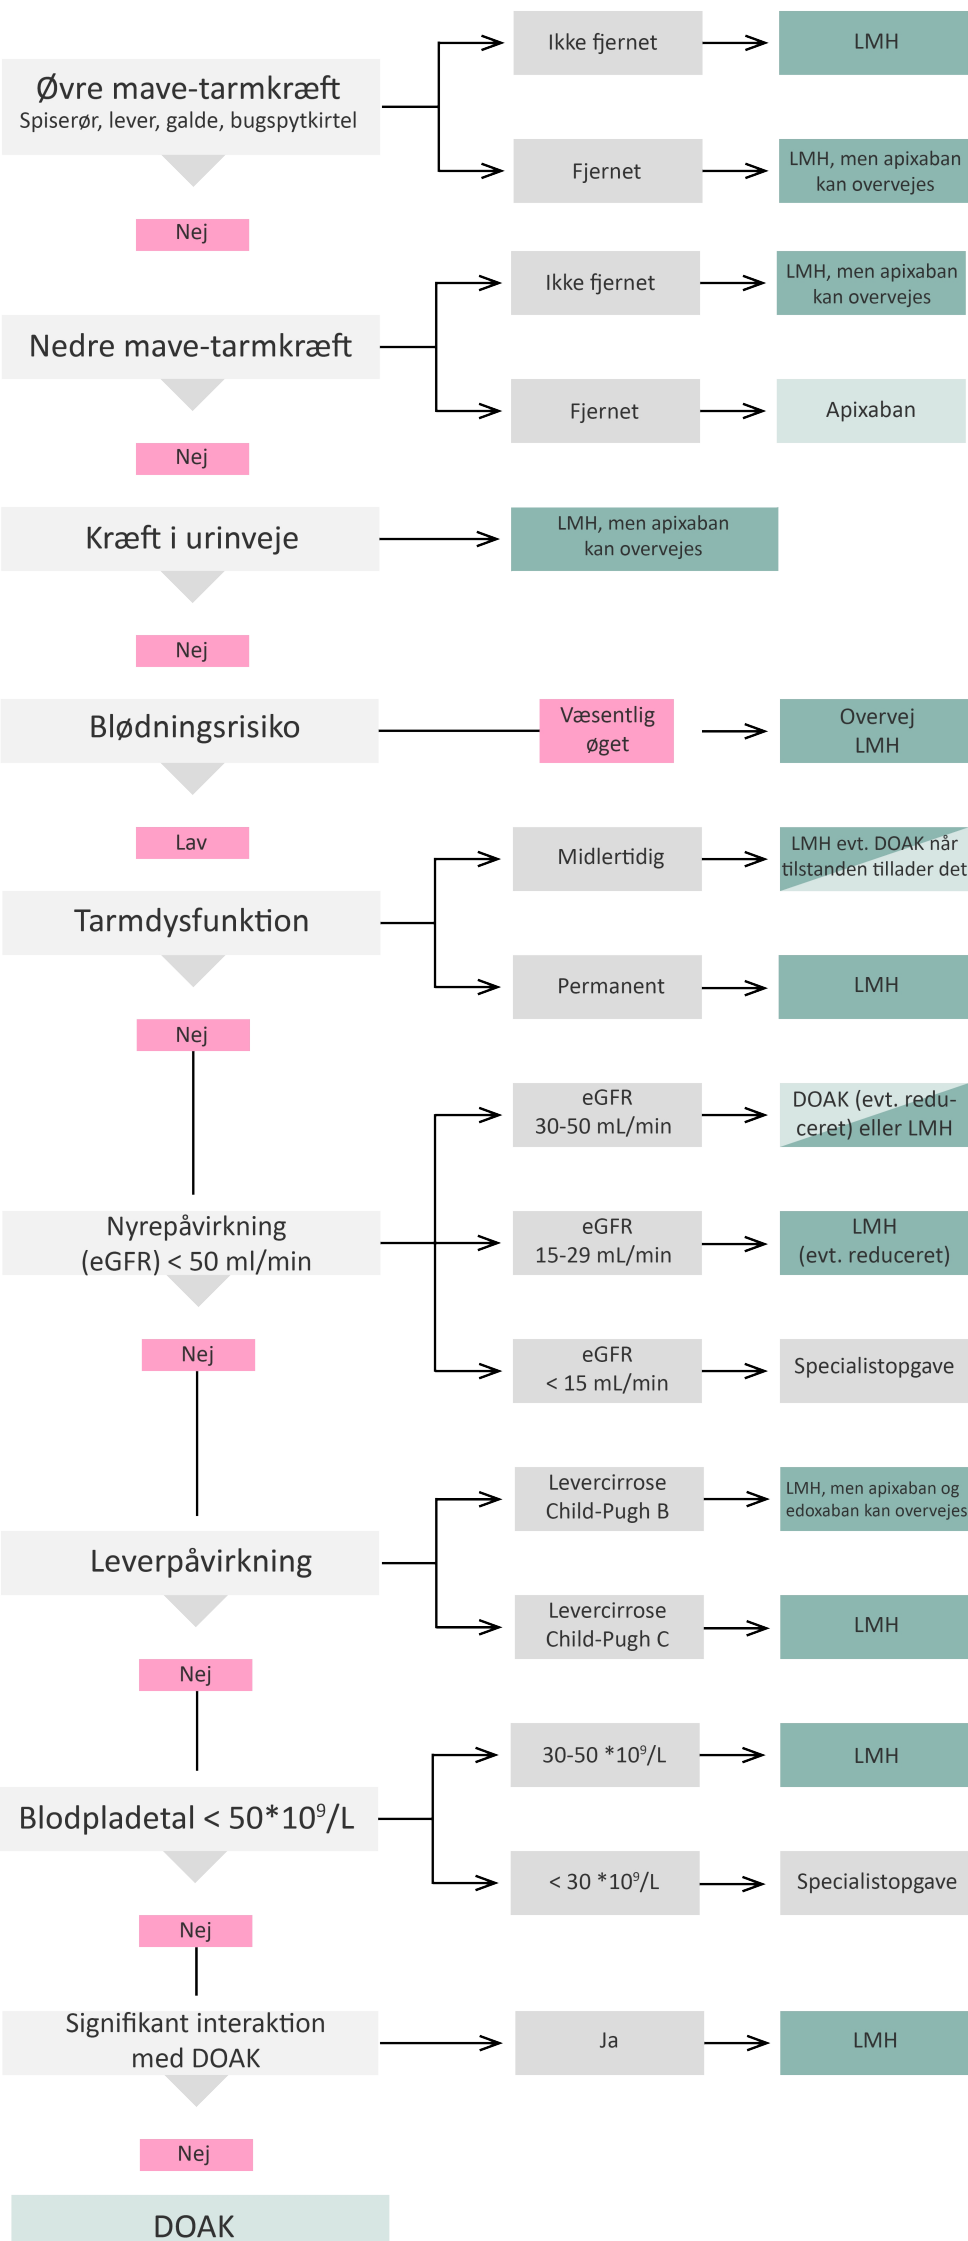 Øvre mave-tarmkræft
Spiserør, lever, galde, bugspytkirtel
Ikke fjernet
LMH
Fjernet
LMH, men apixaban
kan overvejes
Nej
Nedre mave-tarmkræft
Ikke fjernet
LMH, men apixaban
kan overvejes
Fjernet
Apixaban
Nej
Kræft i urinveje
LMH, men apixaban
kan overvejes
Nej
Blødningsrisiko
Væsentlig
øget
Overvej
LMH
Lav
Tarmdysfunktion
Midlertidig
LMH evt. DOAK når
tilstanden tillader det
Permanent
LMH
Nej
Nyrepåvirkning
(eGFR) < 50 ml/min
eGFR
30-50 mL/min
DOAK (evt. redu-
ceret) eller LMH
eGFR
15-29 mL/min
LMH
(evt. reduceret)
eGFR
< 15 mL/min
Specialistopgave
Nej
Leverpåvirkning
Levercirrose
Child-Pugh B
LMH, men apixaban og
edoxaban kan overvejes
Levercirrose
Child-Pugh C
LMH
Nej
Blodpladetal < 50*10⁹/L
30-50 *10⁹/L
LMH
< 30 *10⁹/L
Specialistopgave
Nej
Signifikant interaktion
med DOAK
Ja
LMH
Nej
DOAK